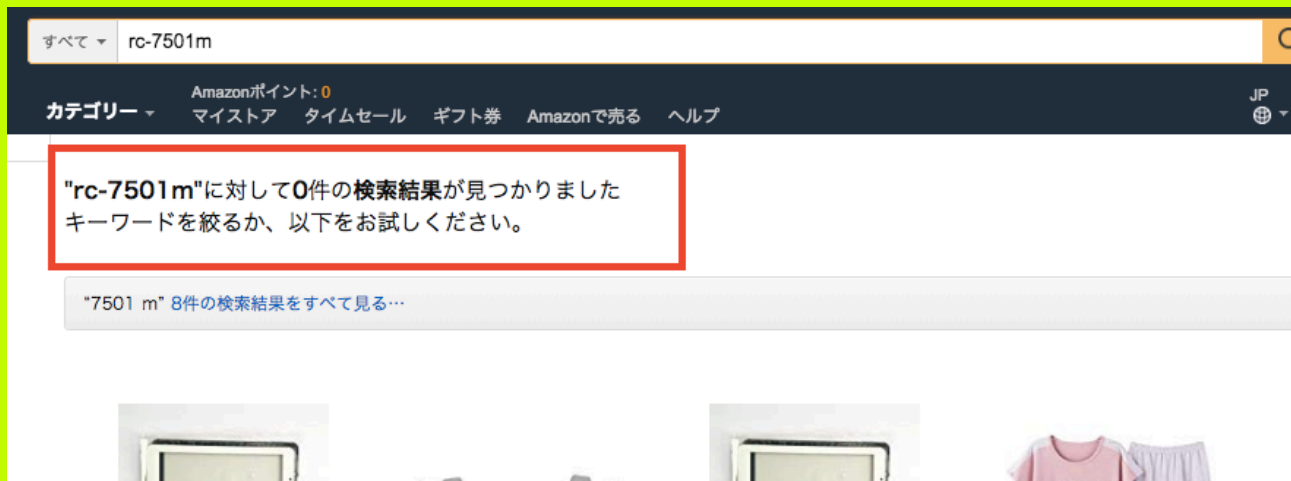 すべて rc-7501m
Amazonポイント: 0
カテゴリー マイストア タイムセール ギフト券 Amazonで売る ヘルプ
JP
"rc-7501m"に対して0件の検索結果が見つかりました
キーワードを絞るか、以下をお試しください。
"7501 m" 8件の検索結果をすべて見る…